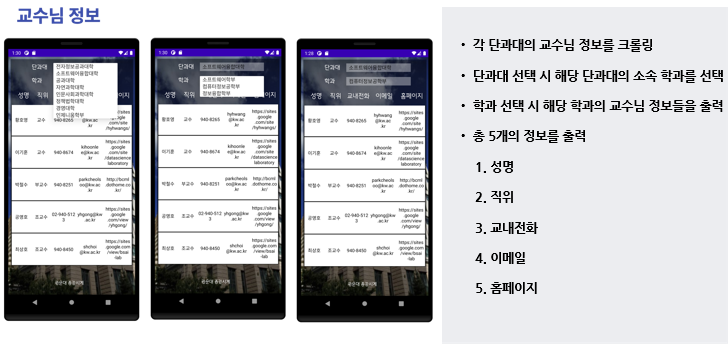 교수님 정보
1:30
단과대
전자정보공과대학
소프트웨어융합대학
공과대학
자연과학대학
인문사회과학대학
정책법학대학
경영대학
인제니움학부
학과
성명 직위 이메일 홈페이지
황호영 교수 940-8265 hyhwang@kw.ac.kr https://sites.google.com/site/hyhwangs/
이기훈 교수 940-8674 kihoonlee@kw.ac.kr https://sites.google.com/site/datasciencelaboratory
박철수 부교수 940-8251 parkcheolsoo@kw.ac.kr http://bcml.dothome.co.kr/
공영호 조교수 02-940-5123 yhgong@kw.ac.kr https://sites.google.com/view/yhgong/
최상호 조교수 940-8450 shchoi@kw.ac.kr https://sites.google.com/view/bsai-lab
광운대 종합시계
1:30
단과대 소프트웨어융합대학
학과
소프트웨어학부
컴퓨터정보공학부
정보융합학부
성명 직위 홈페이지
황호영 교수 940-8265 hyhwang@kw.ac.kr https://sites.google.com/site/hyhwangs/
이기훈 교수 940-8674 kihoonlee@kw.ac.kr https://sites.google.com/site/datasciencelaboratory
박철수 부교수 940-8251 parkcheolsoo@kw.ac.kr http://bcml.dothome.co.kr/
공영호 조교수 02-940-5123 yhgong@kw.ac.kr https://sites.google.com/view/yhgong/
최상호 조교수 940-8450 shchoi@kw.ac.kr https://sites.google.com/view/bsai-lab
광운대 종합시계
1:28
단과대 소프트웨어융합대학
학과 컴퓨터정보공학부
성명 직위 교내전화 이메일 홈페이지
황호영 교수 940-8265 hyhwang@kw.ac.kr https://sites.google.com/site/hyhwangs/
이기훈 교수 940-8674 kihoonlee@kw.ac.kr https://sites.google.com/site/datasciencelaboratory
박철수 부교수 940-8251 parkcheolsoo@kw.ac.kr http://bcml.dothome.co.kr/
공영호 조교수 02-940-5123 yhgong@kw.ac.kr https://sites.google.com/view/yhgong/
최상호 조교수 940-8450 shchoi@kw.ac.kr https://sites.google.com/view/bsai-lab
광운대 종합시계
• 각 단과대의 교수님 정보를 크롤링
• 단과대 선택 시 해당 단과대의 소속 학과를 선택
• 학과 선택 시 해당 학과의 교수님 정보들을 출력
• 총 5개의 정보를 출력
1. 성명
2. 직위
3. 교내전화
4. 이메일
5. 홈페이지